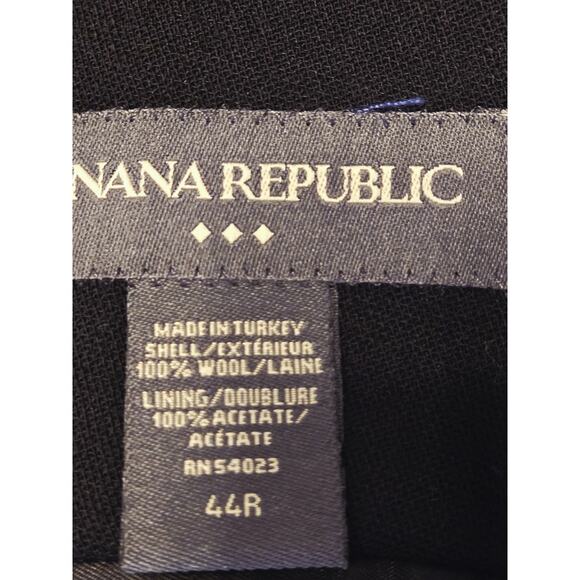 NANA REPUBLIC
MADE IN TURKEY
SHELL/EXTÉRIEUR
100% WOOL/LAINE
LINING/DOUBLURE
100% ACETATE/
ACÉTATE
RN54023
44R